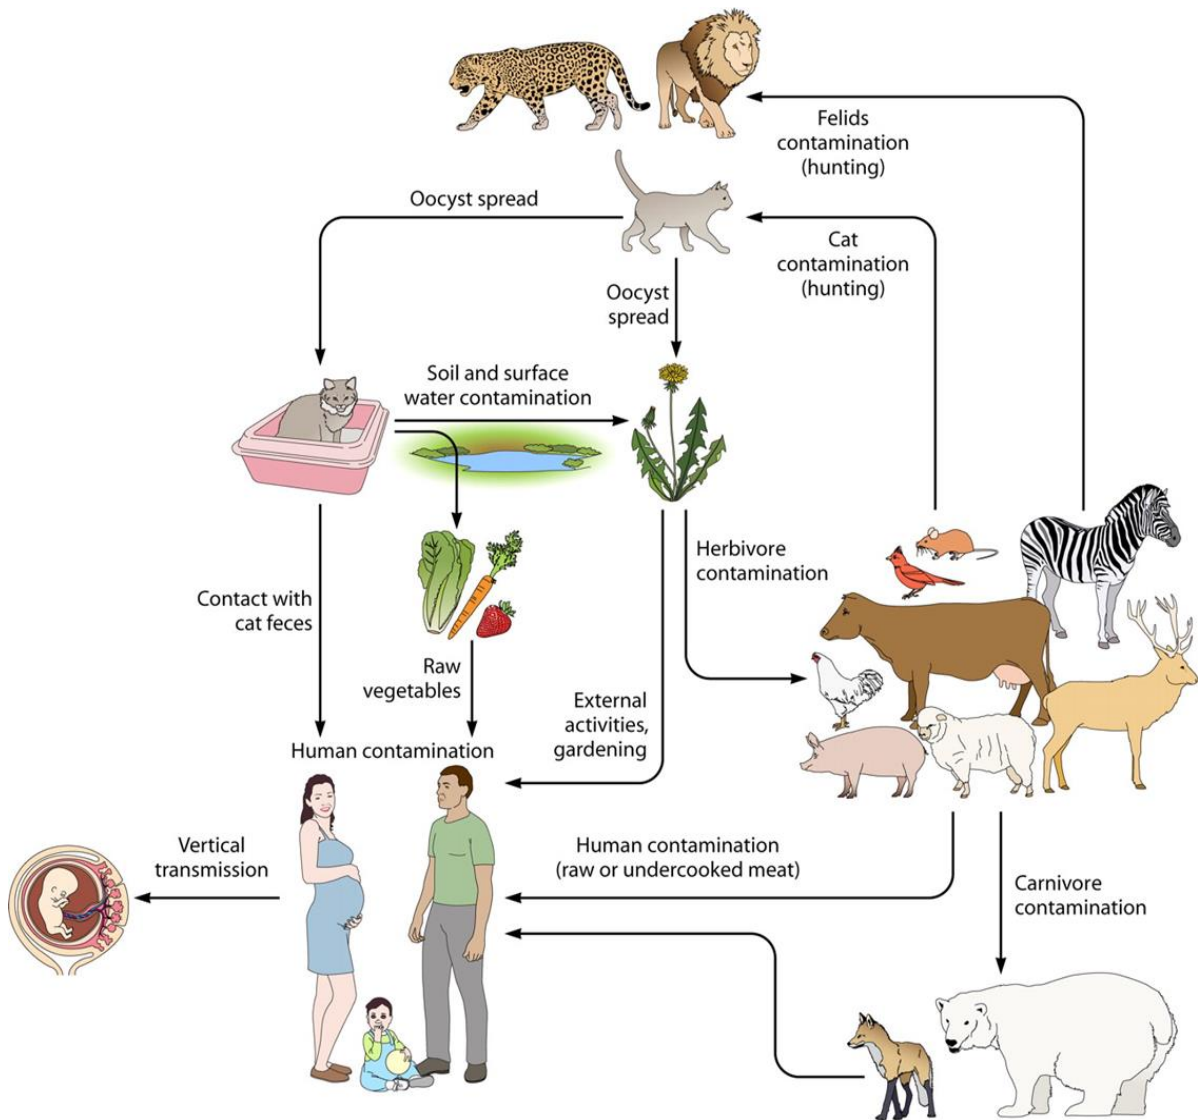 Felids
contamination
(hunting)
Oocyst spread
Cat
contamination
(hunting)
Oocyst
spread
Soil and surface
water contamination
Herbivore
contamination
Contact with
cat feces
Raw
vegetables
External
activities,
gardening
Human contamination
Vertical
transmission
Human contamination
(raw or undercooked meat)
Carnivore
contamination